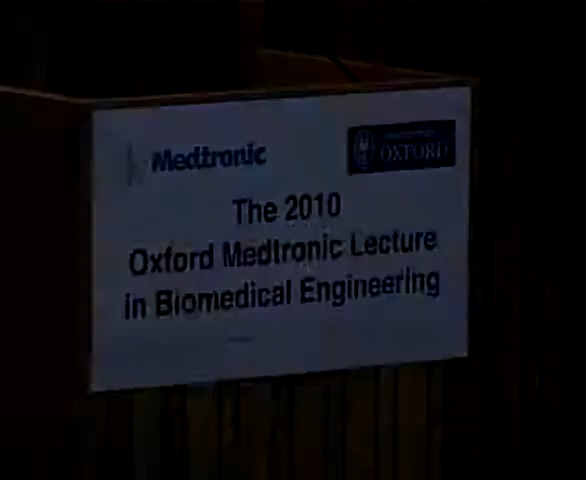 Medtronic
OXFORD
The 2010
Oxford Medtronic Lecture
in Biomedical Engineering